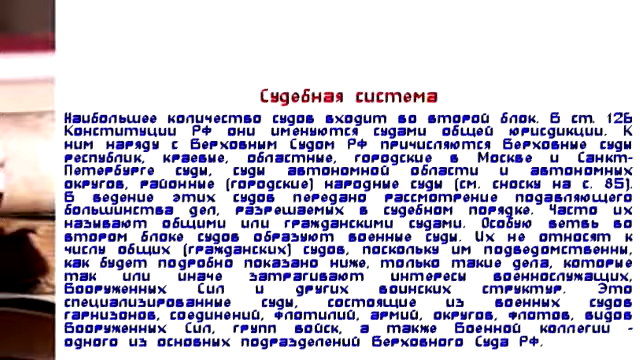 Судебная система
Наибольшее количество судов входит во второй блок. В ст. 126
Конституции РФ они именуются судами общей юрисдикции. К
ним наряду с Верховным Судом РФ причисляются Верховные суды
республик, краевые, областные, городские в Москве и Санкт-
Петербурге суды, суды автономной области и автономных
округов, районные (городские) народные суды (см. сноску на с. 85).
В ведение этих судов передано рассмотрение подавляющего
большинства дел, разрешаемых в судебном порядке. Часто их
называют общими или гражданскими судами. Особую ветвь во
втором блоке судов образуют военные суды. Их не относят к
числу общих (гражданских) судов, поскольку им подведомственны,
как будет подробно показано ниже, только такие дела, которые
так или иначе затрагивают интересы военнослужащих,
Вооруженных Сил и других воинских структур. Это
специализированные суды, состоящие из военных судов
гарнизонов, соединений, флотилий, армий, округов, флотов, видов
Вооруженных Сил, групп войск, а также Военной коллегии -
одного из основных подразделений Верховного Суда РФ.